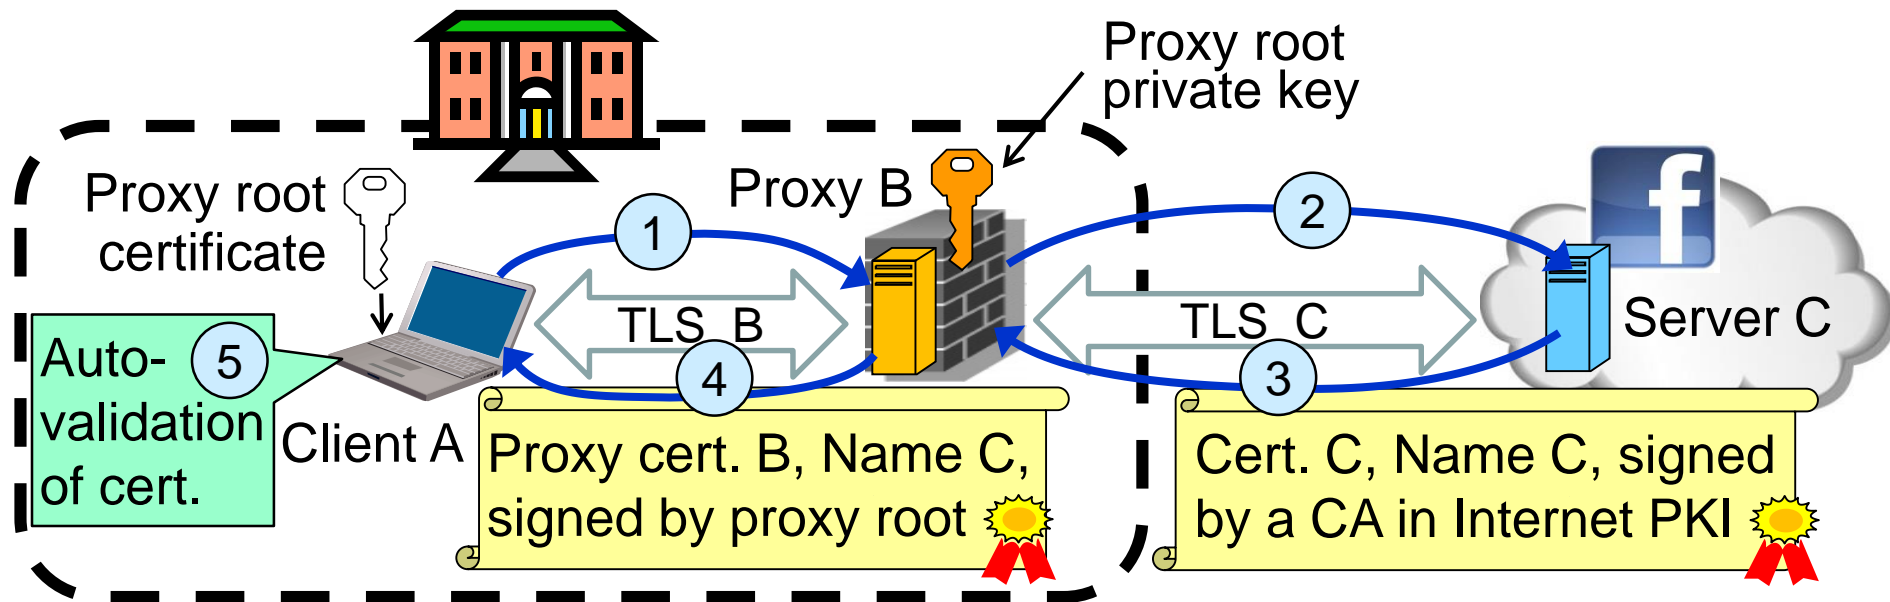 Proxy root
private key
Proxy root
certificate
Proxy B
1
2
f
TLS_B
TLS_C
Server C
Auto-
validation
of cert.
5
4
3
Client A
Proxy cert. B, Name C,
signed by proxy root
Cert. C, Name C, signed
by a CA in Internet PKI